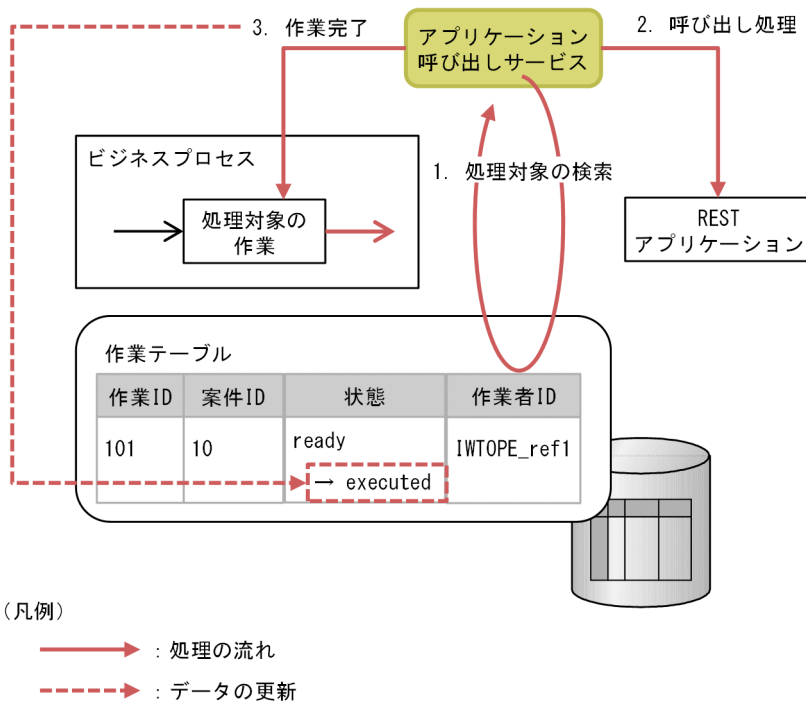 3. 作業完了
アプリケーション
呼び出しサービス
2. 呼び出し処理
ビジネスプロセス
1. 処理対象の検索
処理対象の
作業
REST
アプリケーション
作業テーブル
作業ID 案件ID 状態 作業者ID
101 10 ready IWTOPE_ref1
→ executed
(凡例)
：処理の流れ
：データの更新